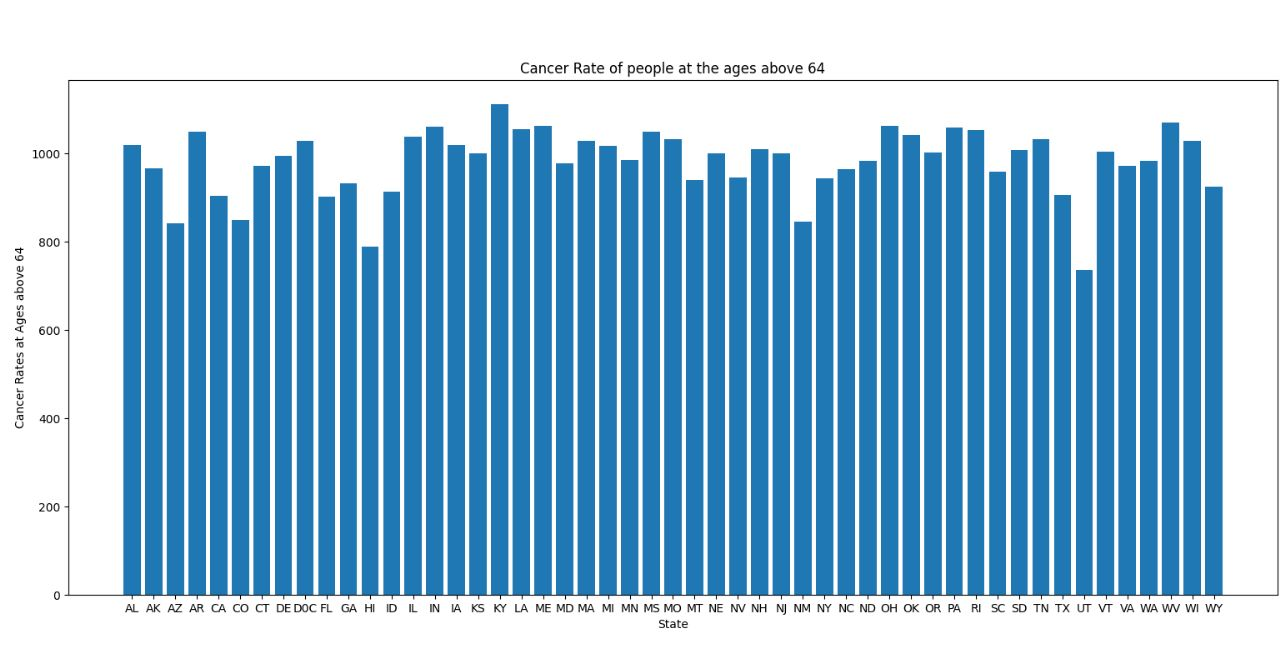 Cancer Rate of people at the ages above 64
Cancer Rates at Ages above 64
1000
800
600
400
200
0
AL AK AZ AR CA CO CT DE D0C FL GA HI ID IL IN IA KS KY LA ME MD MA MI MN MS MO MT NE NV NH NJ NM NY NC ND OH OK OR PA RI SC SD TN TX UT VT VA WA WV WI WY
State